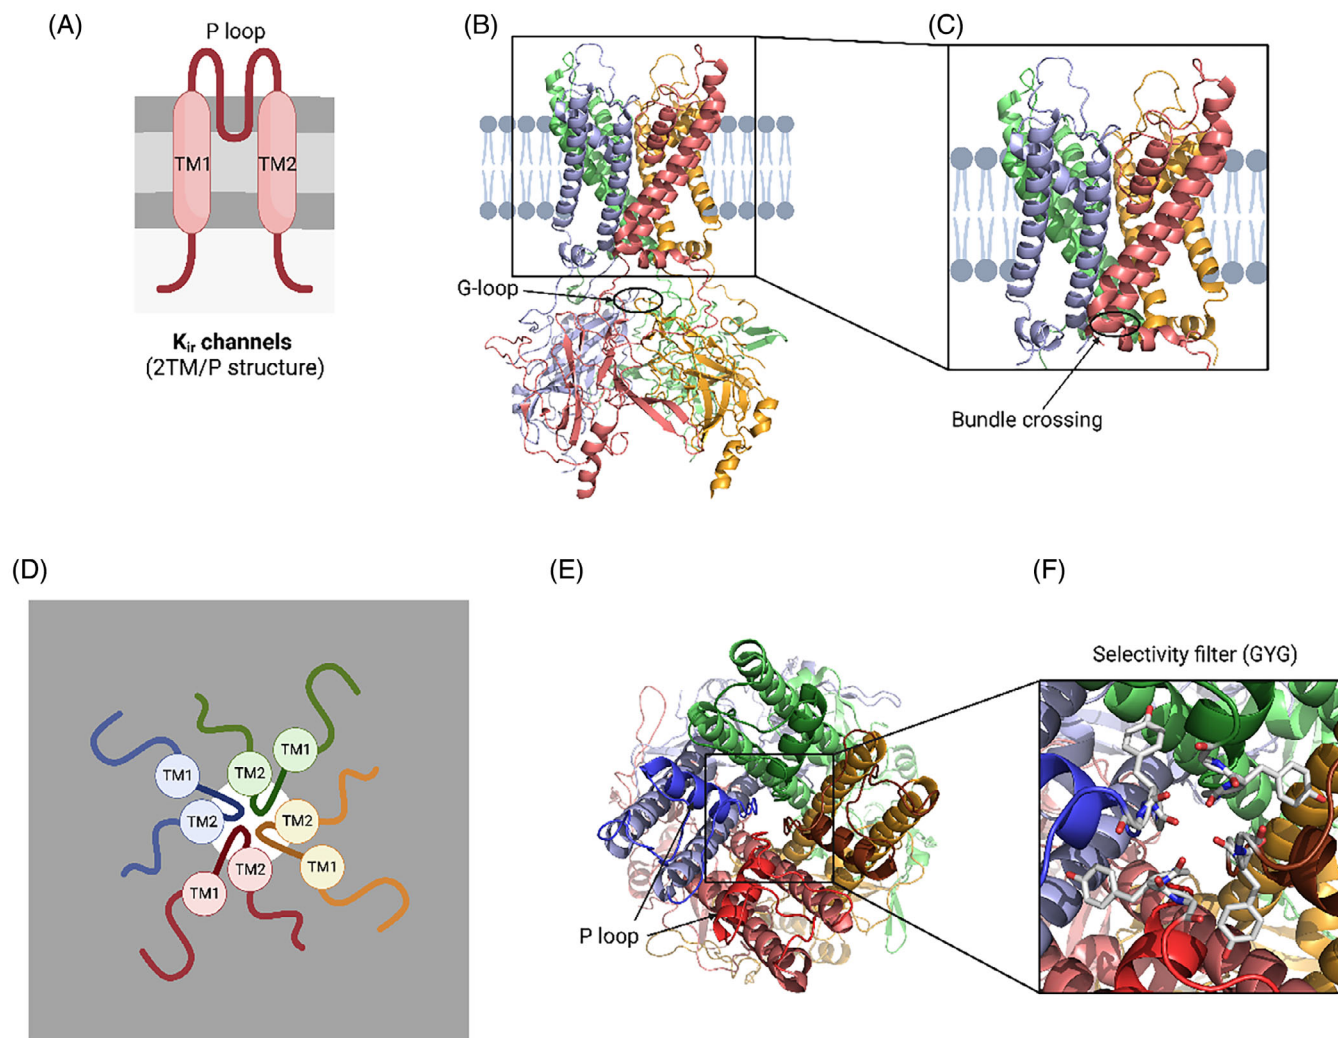 (A)
P loop
TM1
TM2
Kir channels
(2TM/P structure)
(B)
G-loop
(C)
Bundle crossing
(D)
TM1
TM2
TM1
TM2
TM2
TM1
TM2
TM1
(E)
P loop
(F)
Selectivity filter (GYG)